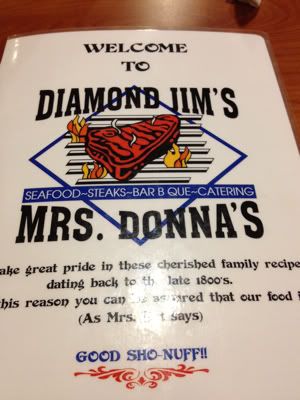 WELCOME
TO
DIAMOND JIM'S
SEAFOOD~STEAKS~BAR B QUE~CATERING
MRS. DONNA'S
ake great pride in these cherished family recipe
dating back to the late 1800's.
this reason you can be assured that our food i
(As Mrs. says)
GOOD SHO-NUFF!!